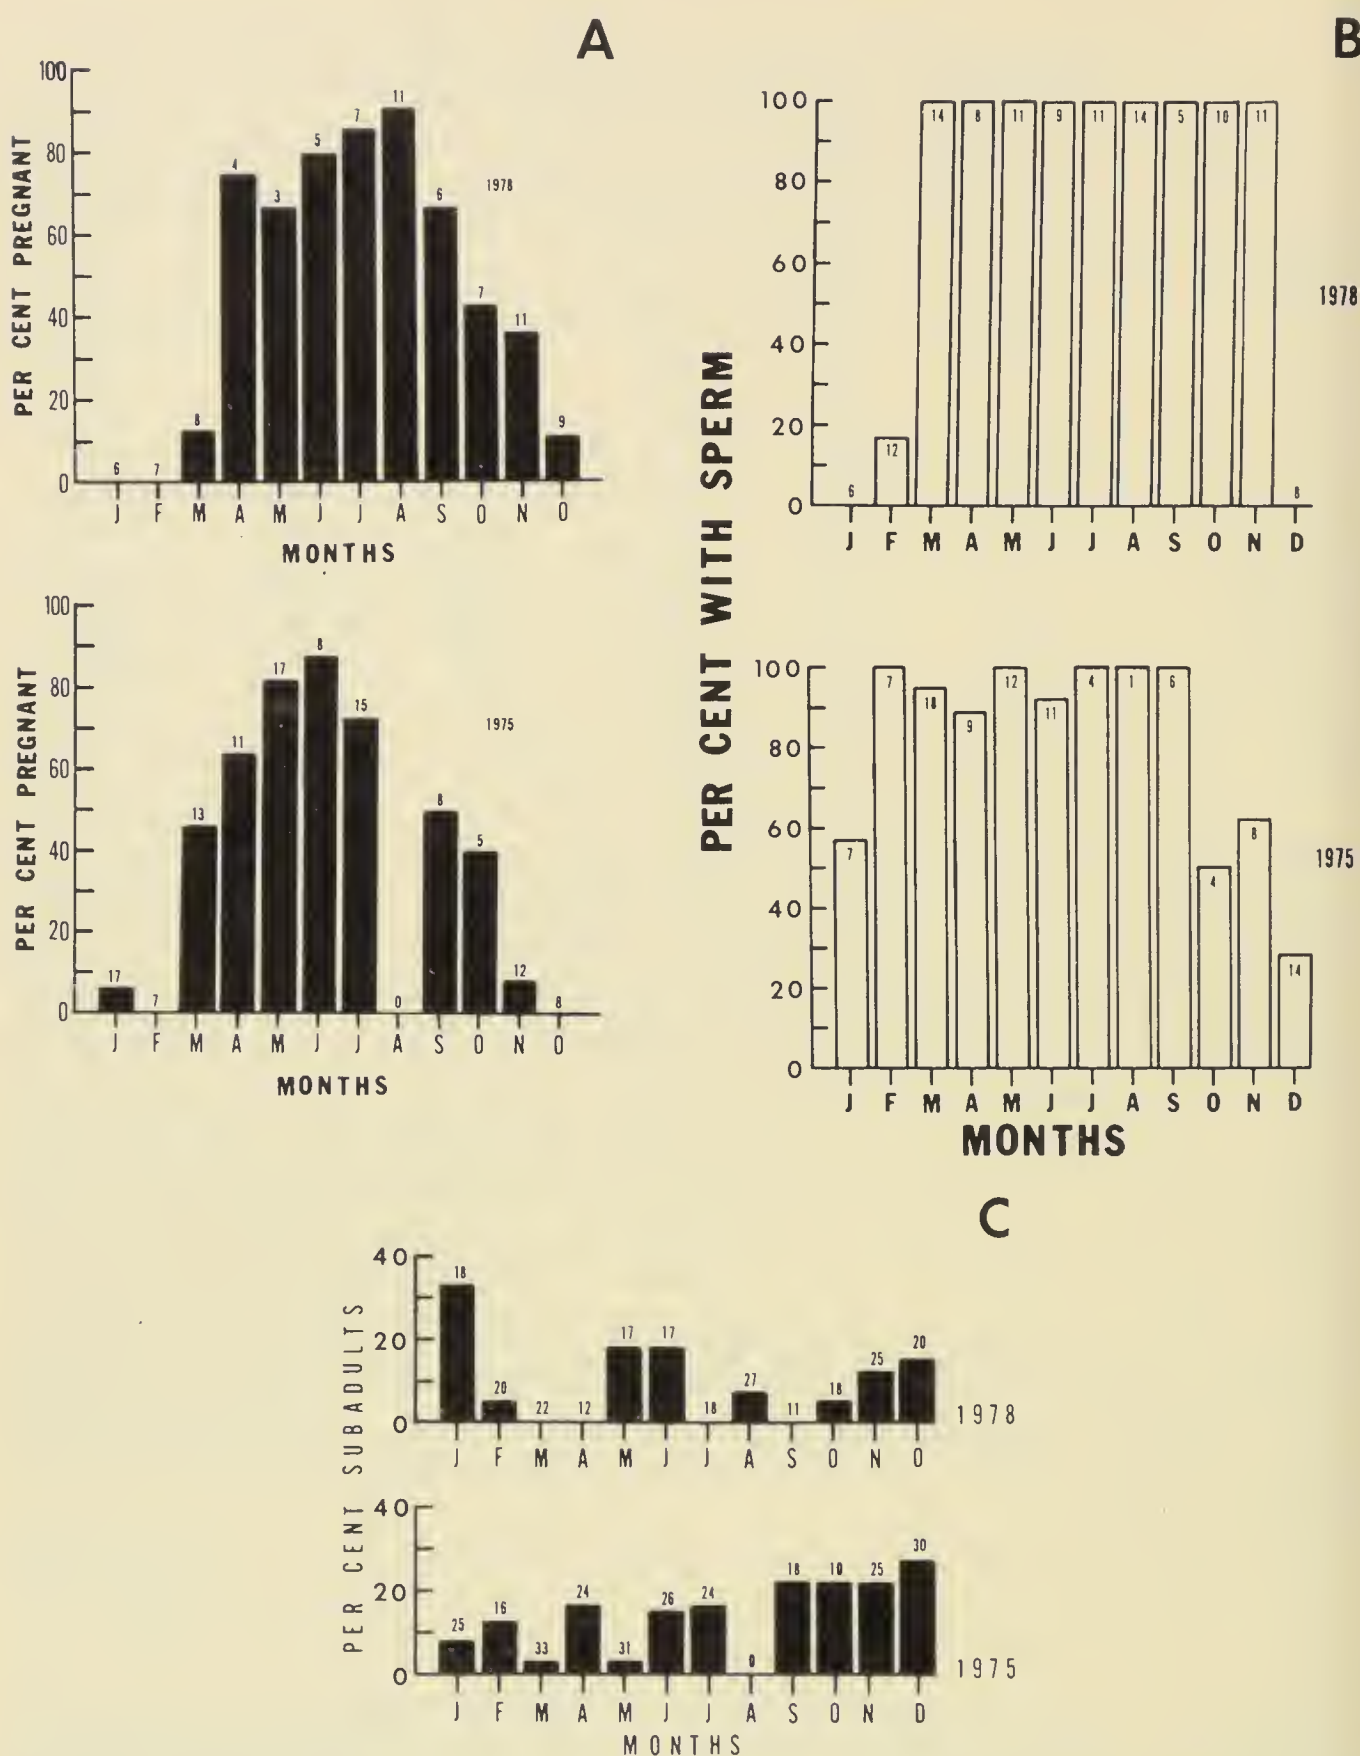 A
100
80
60
40
20
0
PER CENT PREGNANT
6 7 8 4 3 5 7 11 6 7 11 9
1978
J F M A M J J A S O N O
MONTHS
100
80
60
40
20
0
PER CENT PREGNANT
17 7 13 11 17 8 15 0 8 5 12 8
1975
J F M A M J J A S O N O
MONTHS
B
PER CENT WITH SPERM
100
80
60
40
20
0
6 12 14 8 11 9 11 14 5 10 11 8
1978
J F M A M J J A S O N D
100
80
60
40
20
0
7 7 18 9 12 11 4 1 6 4 8 14
1975
J F M A M J J A S O N D
MONTHS
C
PER CENT SUBADULTS
40
20
0
18 20 22 12 17 17 18 27 11 18 25 20
1978
J F M A M J J A S O N O
40
20
0
25 16 33 24 31 26 24 0 18 10 25 30
1975
J F M A M J J A S O N D
MONTHS